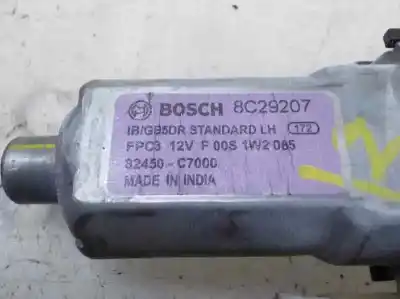 BOSCH 8C29207
IB/GB5DR STANDARD LH 172
FPC3 12V F 00S 1W2 085
82450-C7000
MADE IN INDIA